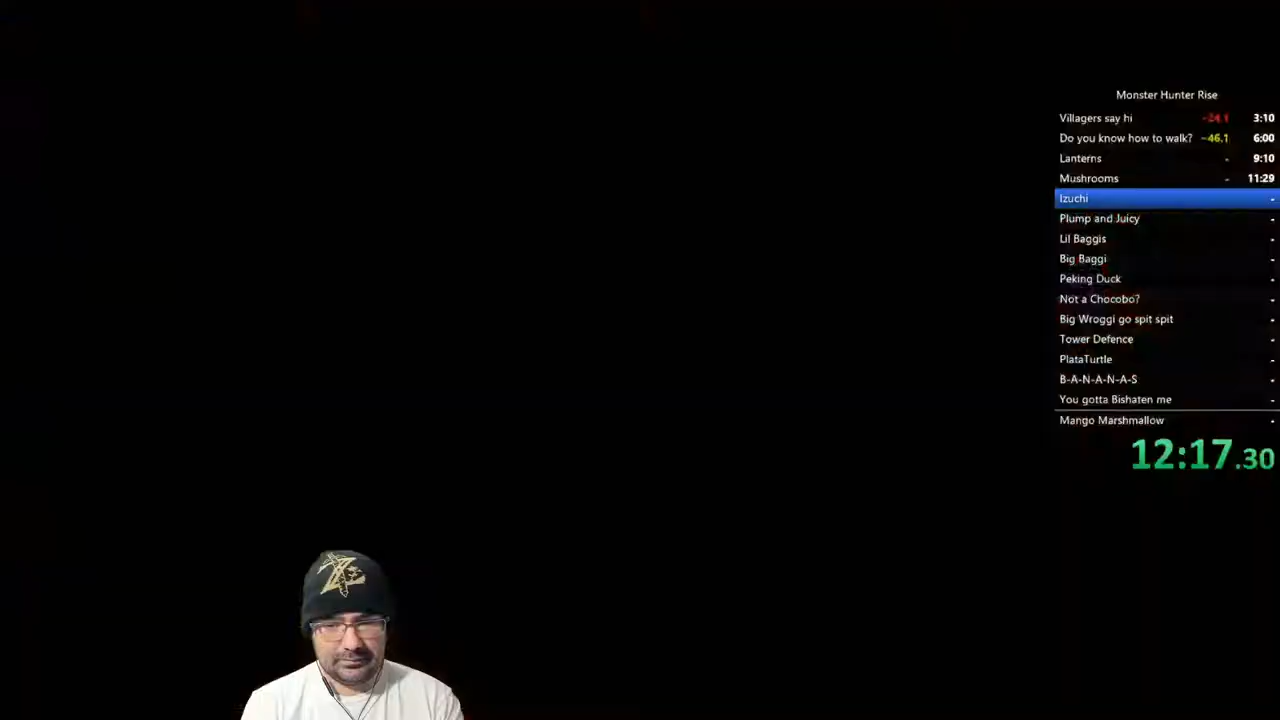 Monster Hunter Rise
Villagers say hi -24.1 3:10
Do you know how to walk? -46.1 6:00
Lanterns - 9:10
Mushrooms - 11:29
Izuchi -
Plump and Juicy -
Lil Baggis -
Big Baggi -
Peking Duck -
Not a Chocobo? -
Big Wroggi go spit spit -
Tower Defence -
PlataTurtle -
B-A-N-A-N-A-S -
You gotta Bishaten me -
Mango Marshmallow -
12:17.30
Z